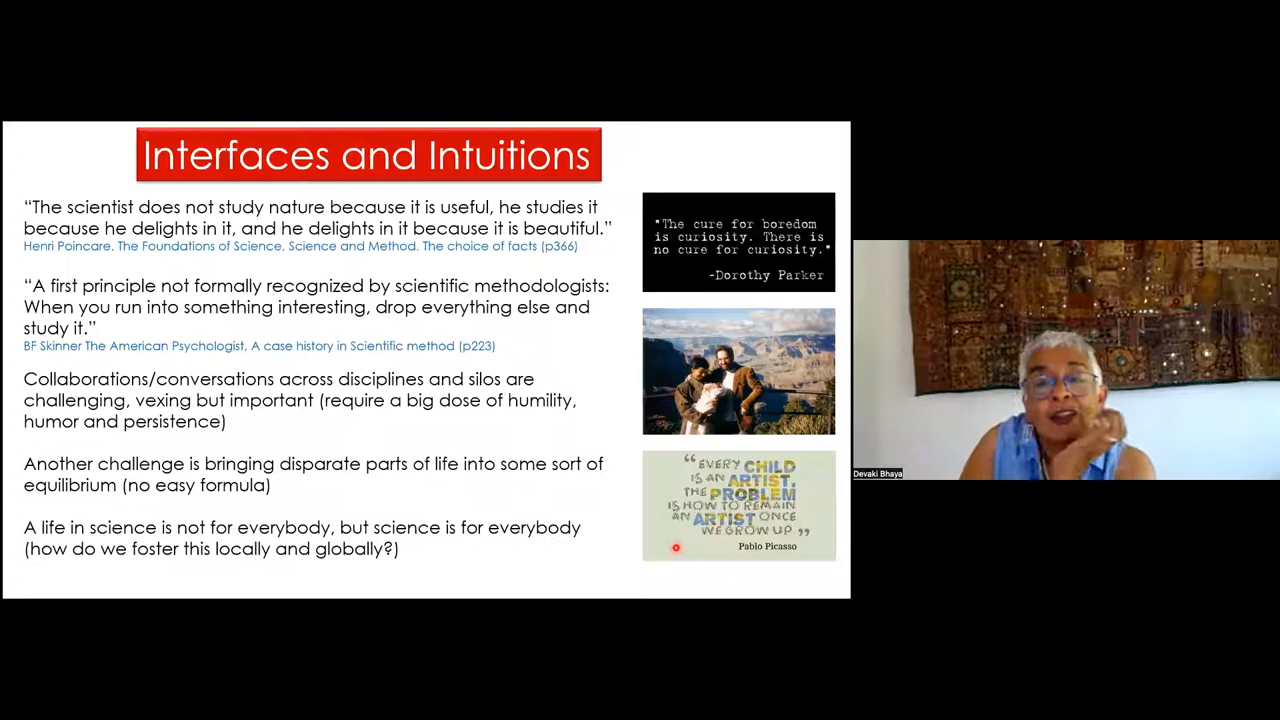 Interfaces and Intuitions
“The scientist does not study nature because it is useful, he studies it
because he delights in it, and he delights in it because it is beautiful.”
Henri Poincare. The Foundations of Science, Science and Method. The choice of facts (p366)
“A first principle not formally recognized by scientific methodologists:
When you run into something interesting, drop everything else and
study it.”
BF Skinner The American Psychologist, A case history in Scientific method (p223)
Collaborations/conversations across disciplines and silos are
challenging, vexing but important (require a big dose of humility,
humor and persistence)
Another challenge is bringing disparate parts of life into some sort of
equilibrium (no easy formula)
A life in science is not for everybody, but science is for everybody
(how do we foster this locally and globally?)
"The cure for boredom
is curiosity. There is
no cure for curiosity."
-Dorothy Parker
“EVERY CHILD
IS AN ARTIST.
THE PROBLEM
IS HOW TO REMAIN
AN ARTIST ONCE
WE GROW UP.”
Pablo Picasso
Devaki Bhaya